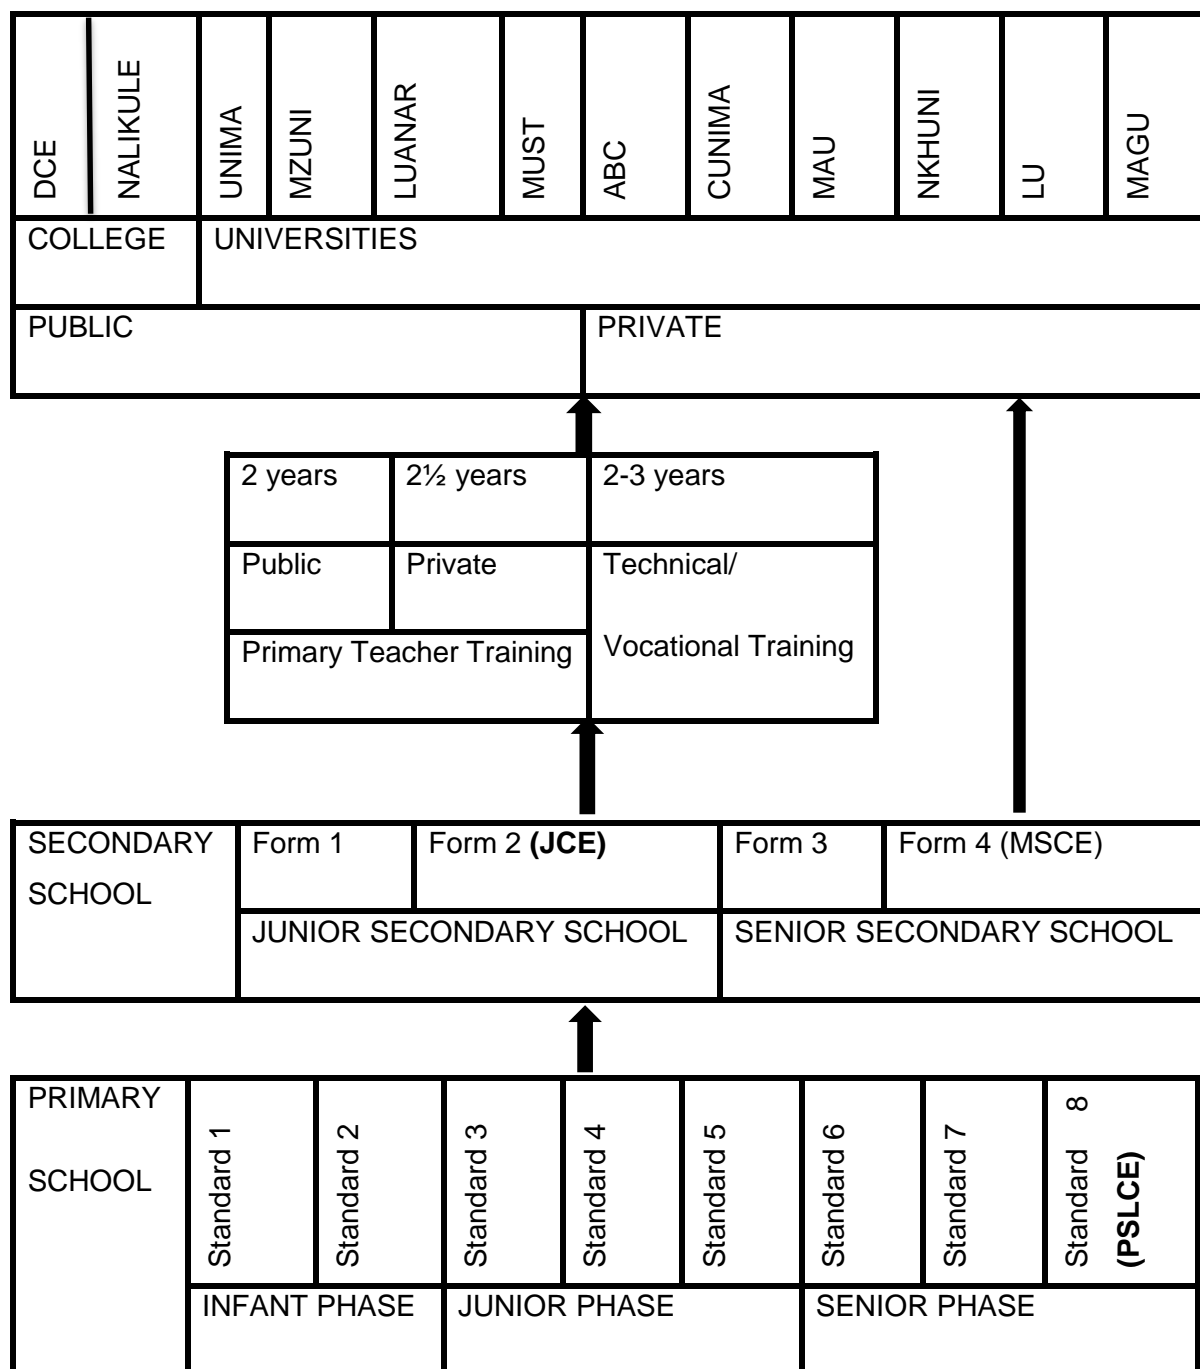 DCE
NALIKULE
UNIMA
MZUNI
LUANAR
MUST
ABC
CUNIMA
MAU
NKHUNI
LU
MAGU
COLLEGE
UNIVERSITIES
PUBLIC
PRIVATE
2 years
2½ years
2-3 years
Public
Private
Technical/
Vocational Training
Primary Teacher Training
SECONDARY
SCHOOL
Form 1
Form 2 (JCE)
Form 3
Form 4 (MSCE)
JUNIOR SECONDARY SCHOOL
SENIOR SECONDARY SCHOOL
PRIMARY
SCHOOL
Standard 1
Standard 2
Standard 3
Standard 4
Standard 5
Standard 6
Standard 7
Standard 8
(PSLCE)
INFANT PHASE
JUNIOR PHASE
SENIOR PHASE